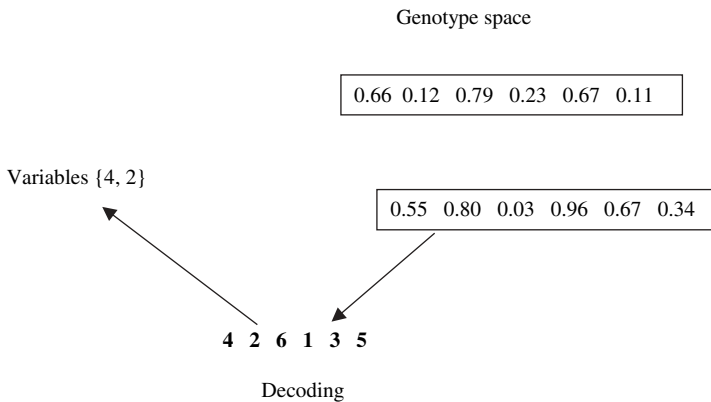 Genotype space
0.66 0.12 0.79 0.23 0.67 0.11
Variables {4, 2}
0.55 0.80 0.03 0.96 0.67 0.34
4 2 6 1 3 5
Decoding